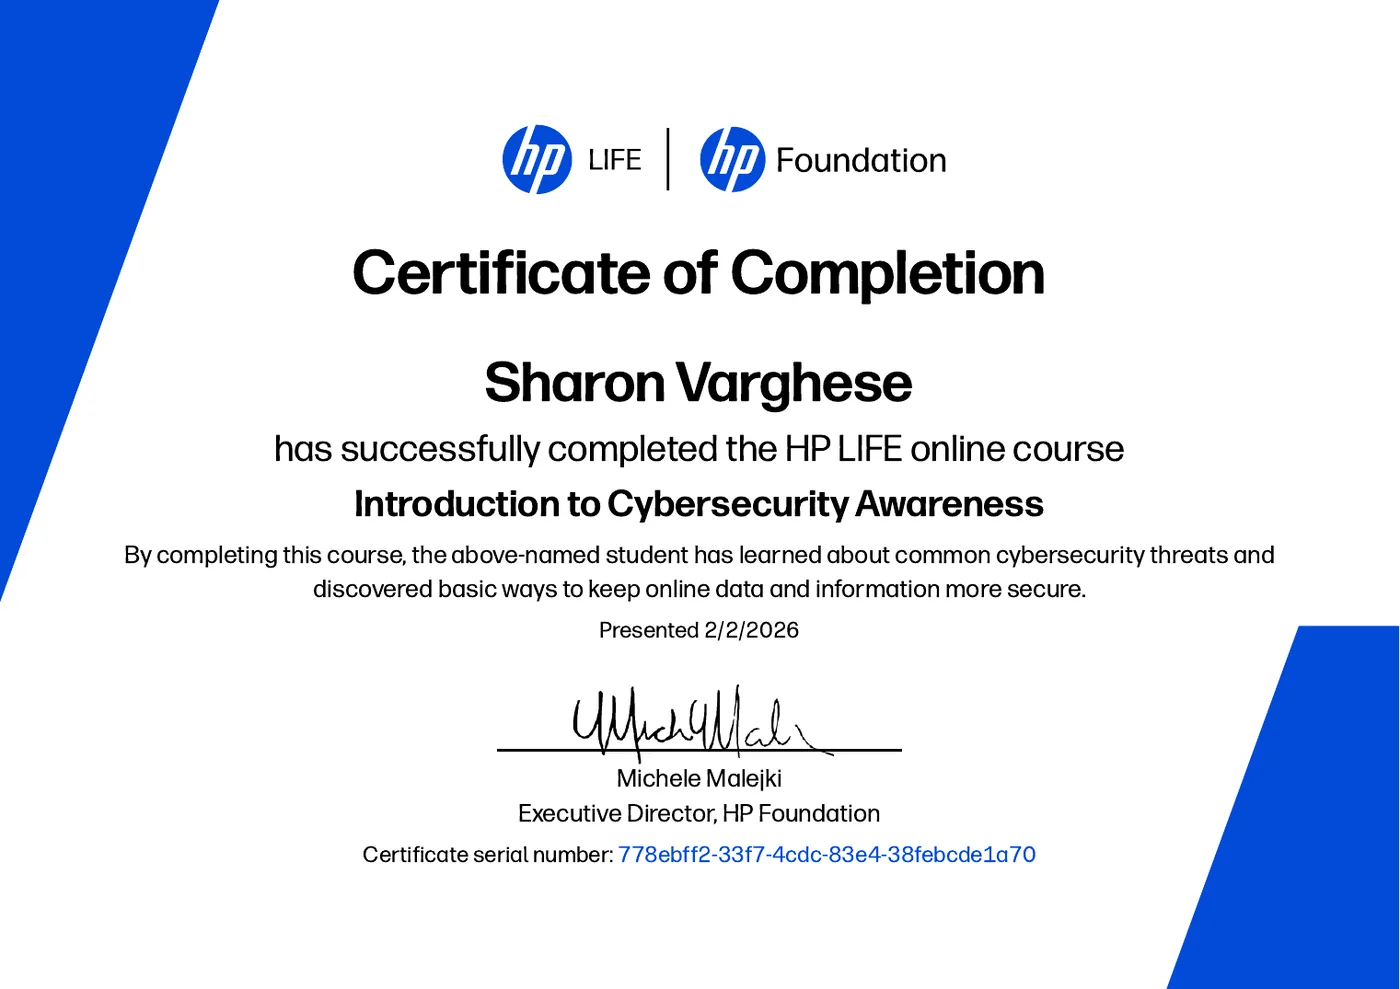 hp LIFE | hp Foundation
Certificate of Completion
Sharon Varghese
has successfully completed the HP LIFE online course
Introduction to Cybersecurity Awareness
By completing this course, the above-named student has learned about common cybersecurity threats and
discovered basic ways to keep online data and information more secure.
Presented 2/2/2026
Michele Malejki
Executive Director, HP Foundation
Certificate serial number: 778ebff2-33f7-4cdc-83e4-38febcde1a70